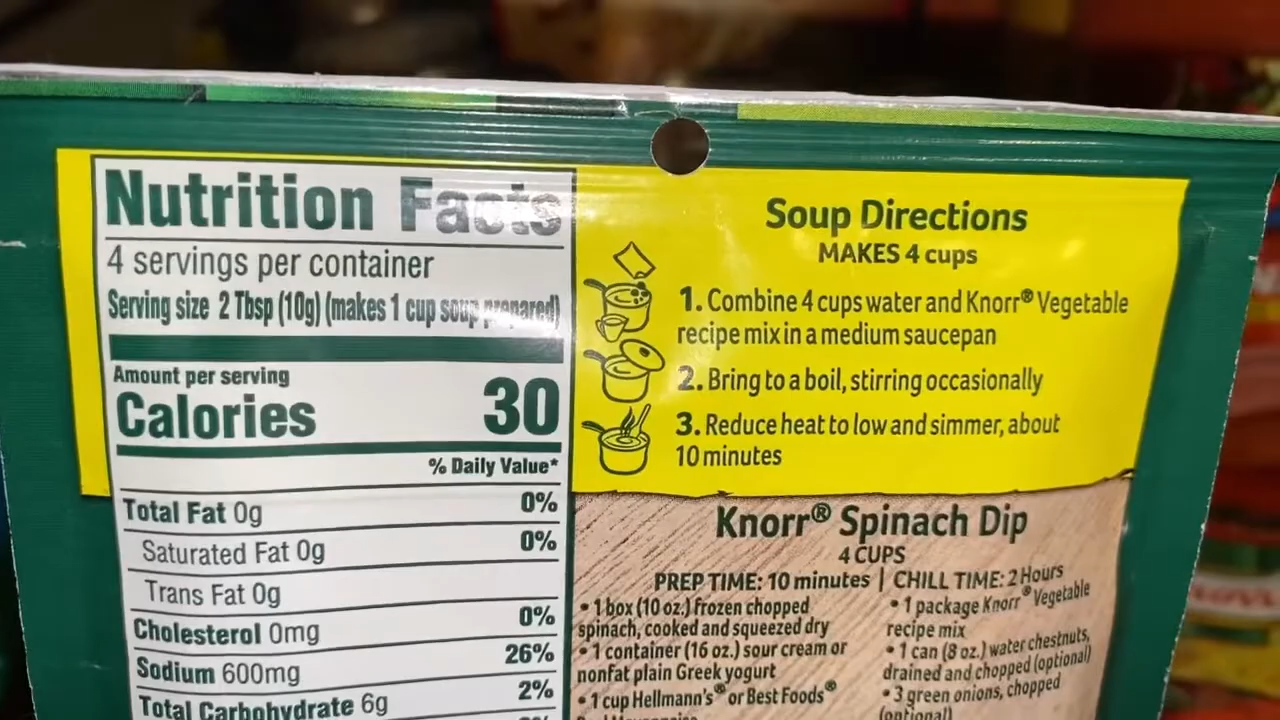 Nutrition Facts
4 servings per container
Serving size 2 Tbsp (10g) (makes 1 cup soup prepared)
Amount per serving
Calories 30
% Daily Value*
Total Fat 0g 0%
Saturated Fat 0g 0%
Trans Fat 0g
Cholesterol 0mg 0%
Sodium 600mg 26%
Total Carbohydrate 6g 2%
Soup Directions
MAKES 4 cups
1. Combine 4 cups water and Knorr® Vegetable
recipe mix in a medium saucepan
2. Bring to a boil, stirring occasionally
3. Reduce heat to low and simmer, about
10 minutes
Knorr® Spinach Dip
4 CUPS
PREP TIME: 10 minutes | CHILL TIME: 2 Hours
• 1 box (10 oz.) frozen chopped
spinach, cooked and squeezed dry
• 1 container (16 oz.) sour cream or
nonfat plain Greek yogurt
• 1 cup Hellmann's® or Best Foods®
• 1 package Knorr® Vegetable
recipe mix
• 1 can (8 oz.) water chestnuts,
drained and chopped (optional)
• 3 green onions, chopped
(optional)